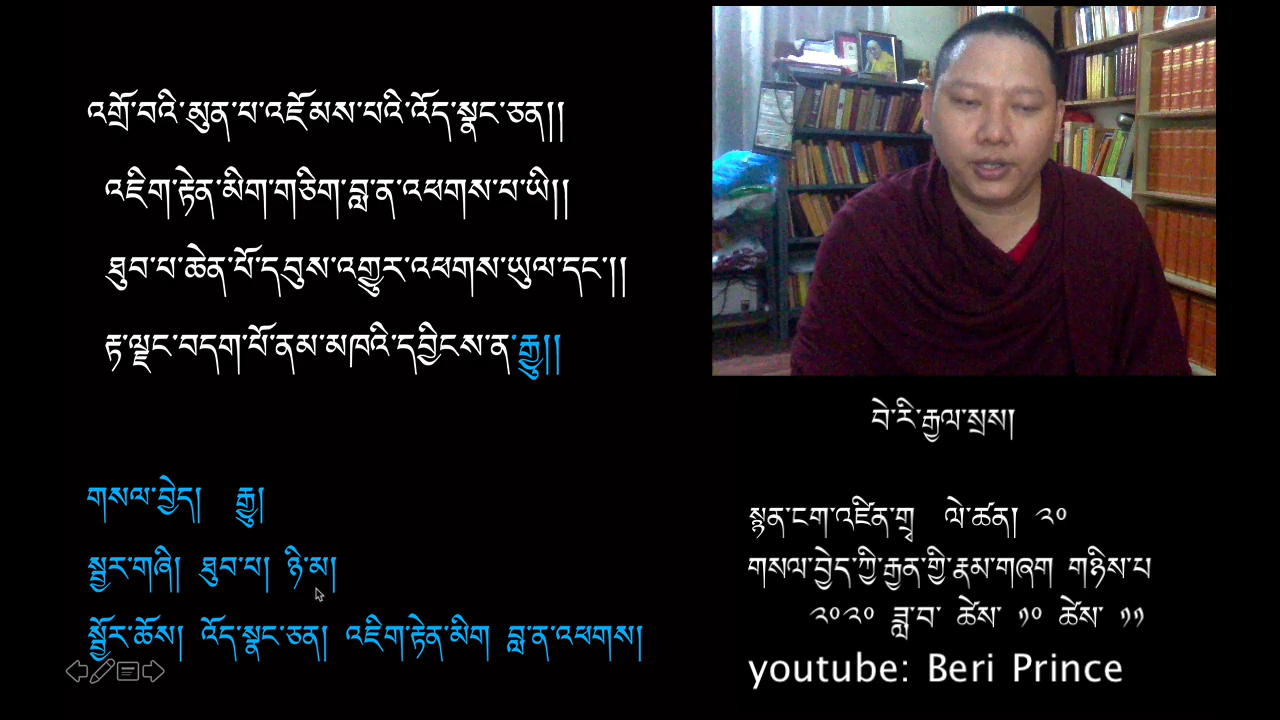 འགྲོ་བའི་མུན་པ་འཇོམས་པའི་འོད་སྣང་ཅན།།
འཇིག་རྟེན་མིག་གཅིག་བླ་ན་འཕགས་པ་ཡི།།
ཐུབ་པ་ཆེན་པོ་དབུས་འགྱུར་འཕགས་ཡུལ་དང་།།
རྟ་ལྗང་བདག་པོ་ནམ་མཁའི་དབྱིངས་ན་རྒྱུ།།
གསལ་བྱེད། རྒྱུ།
སྦྱར་གཞི། ཐུབ་པ། ཉི་མ།
སྦྱོར་ཆོས། འོད་སྣང་ཅན། འཇིག་རྟེན་མིག བླ་ན་འཕགས།
བེ་རི་རྒྱལ་སྲས།
སྙན་ངག་འཛིན་གྲྭ ལེ་ཚན། ༢༠
གསལ་བྱེད་ཀྱི་རྒྱན་གྱི་རྣམ་གཞག གཉིས་པ
༢༠༢༠ ཟླ་བ་ ཚེས་ ༡༠ ཚེས་ ༡༡
youtube: Beri Prince